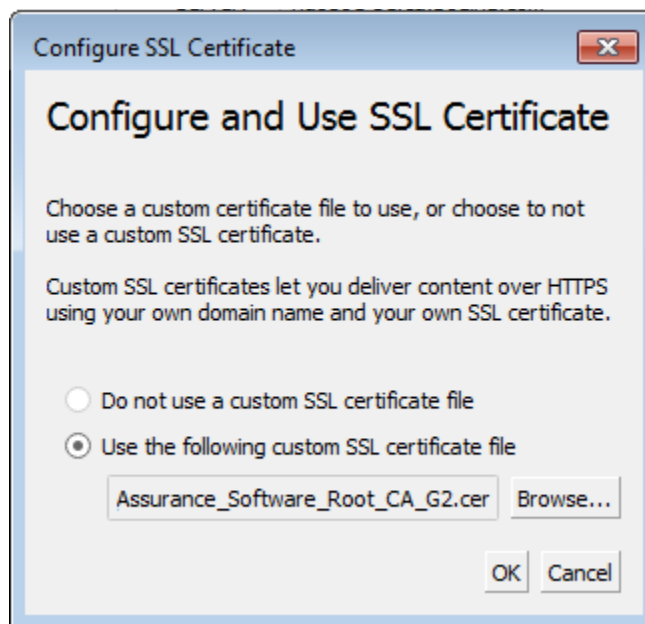 Configure SSL Certificate
Configure and Use SSL Certificate
Choose a custom certificate file to use, or choose to not
use a custom SSL certificate.
Custom SSL certificates let you deliver content over HTTPS
using your own domain name and your own SSL certificate.
Do not use a custom SSL certificate file
Use the following custom SSL certificate file
Assurance_Software_Root_CA_G2.cer
Browse...
OK
Cancel